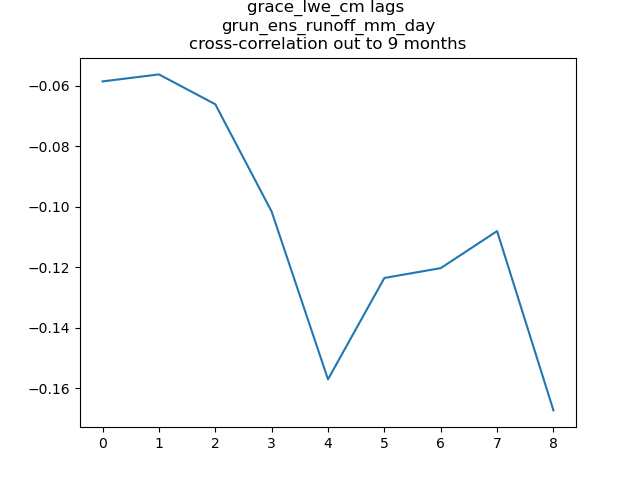 grace_lwe_cm lags
grun_ens_runoff_mm_day
cross-correlation out to 9 months
−0.06
−0.08
−0.10
−0.12
−0.14
−0.16
0 1 2 3 4 5 6 7 8